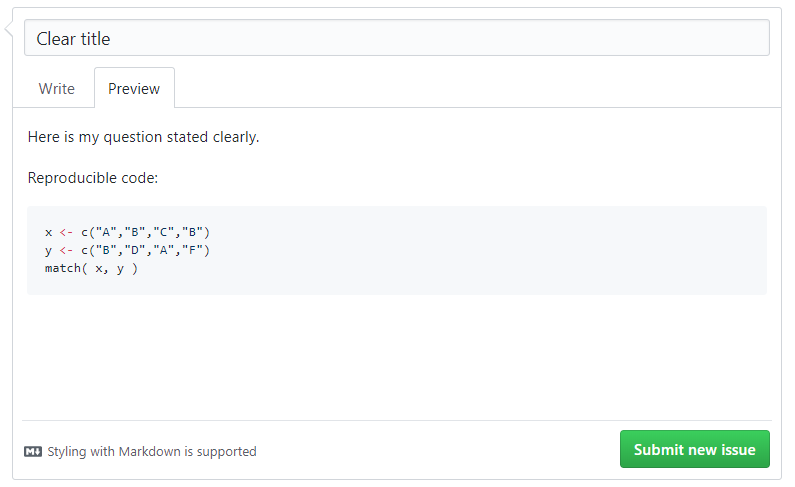 Clear title
Write
Preview
Here is my question stated clearly.
Reproducible code:
x <- c("A","B","C","B")
y <- c("B","D","A","F")
match( x, y )
M↓ Styling with Markdown is supported
Submit new issue